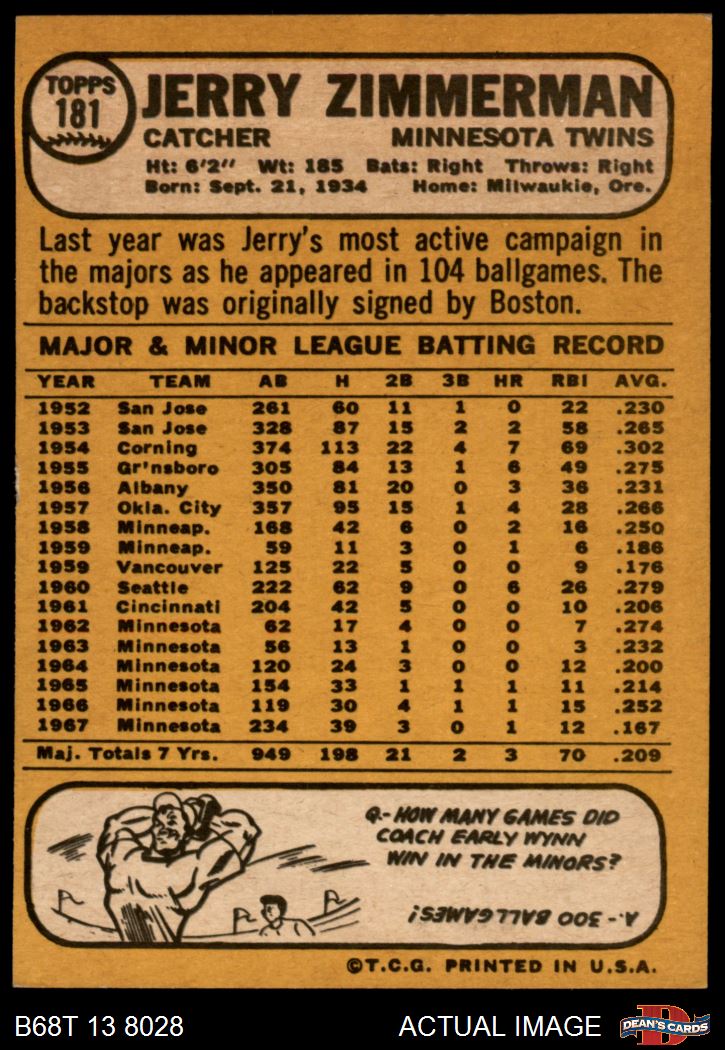 TOPPS
181
JERRY ZIMMERMAN
CATCHER MINNESOTA TWINS
Ht: 6'2" Wt: 185 Bats: Right Throws: Right
Born: Sept. 21, 1934 Home: Milwaukie, Ore.
Last year was Jerry's most active campaign in
the majors as he appeared in 104 ballgames. The
backstop was originally signed by Boston.
MAJOR & MINOR LEAGUE BATTING RECORD
YEAR TEAM AB H 2B 3B HR RBI AVG.
1952 San Jose 261 60 11 1 0 22 .230
1953 San Jose 328 87 15 2 2 58 .265
1954 Corning 374 113 22 4 7 69 .302
1955 Gr'nsboro 305 84 13 1 6 49 .275
1956 Albany 350 81 20 0 3 36 .231
1957 Okla. City 357 95 15 1 4 28 .266
1958 Minneap. 168 42 6 0 2 16 .250
1959 Minneap. 59 11 3 0 1 6 .186
1959 Vancouver 125 22 5 0 0 9 .176
1960 Seattle 222 62 9 0 6 26 .279
1961 Cincinnati 204 42 5 0 0 10 .206
1962 Minnesota 62 17 4 0 0 7 .274
1963 Minnesota 56 13 1 0 0 3 .232
1964 Minnesota 120 24 3 0 0 12 .200
1965 Minnesota 154 33 1 1 1 11 .214
1966 Minnesota 119 30 4 1 1 15 .252
1967 Minnesota 234 39 3 0 1 12 .167
Maj. Totals 7 Yrs. 949 198 21 2 3 70 .209
Q.- HOW MANY GAMES DID
COACH EARLY WYNN
WIN IN THE MINORS?
A.- 300 BALLGAMES!
©T.C.G. PRINTED IN U.S.A.
B68T 13 8028 ACTUAL IMAGE
D
DEAN'S CARDS